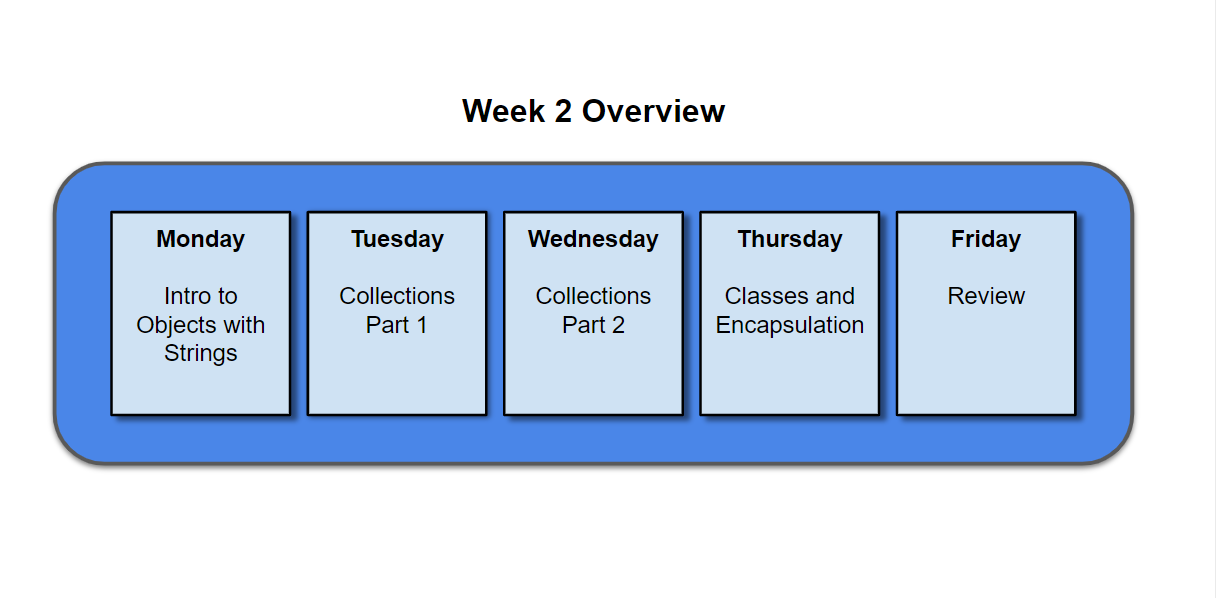 Week 2 Overview
Monday
Intro to
Objects with
Strings
Tuesday
Collections
Part 1
Wednesday
Collections
Part 2
Thursday
Classes and
Encapsulation
Friday
Review